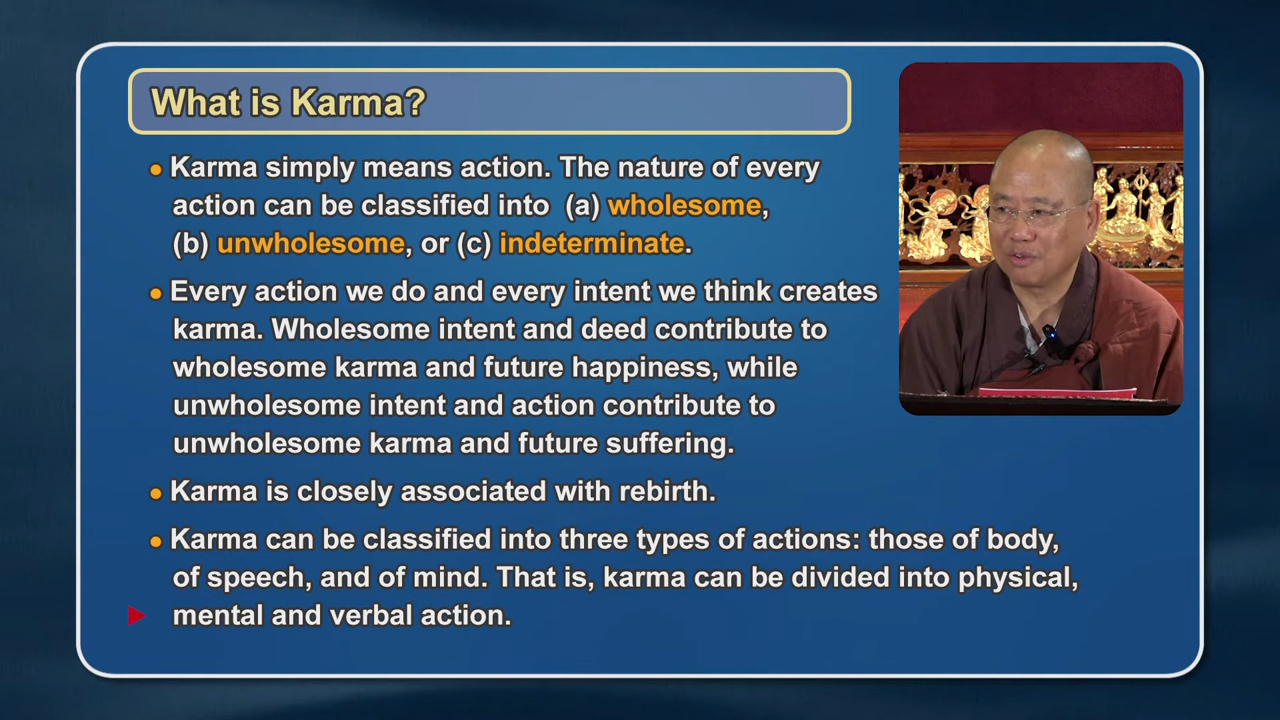 What is Karma?
• Karma simply means action. The nature of every
action can be classified into (a) wholesome,
(b) unwholesome, or (c) indeterminate.
• Every action we do and every intent we think creates
karma. Wholesome intent and deed contribute to
wholesome karma and future happiness, while
unwholesome intent and action contribute to
unwholesome karma and future suffering.
• Karma is closely associated with rebirth.
• Karma can be classified into three types of actions: those of body,
of speech, and of mind. That is, karma can be divided into physical,
mental and verbal action.